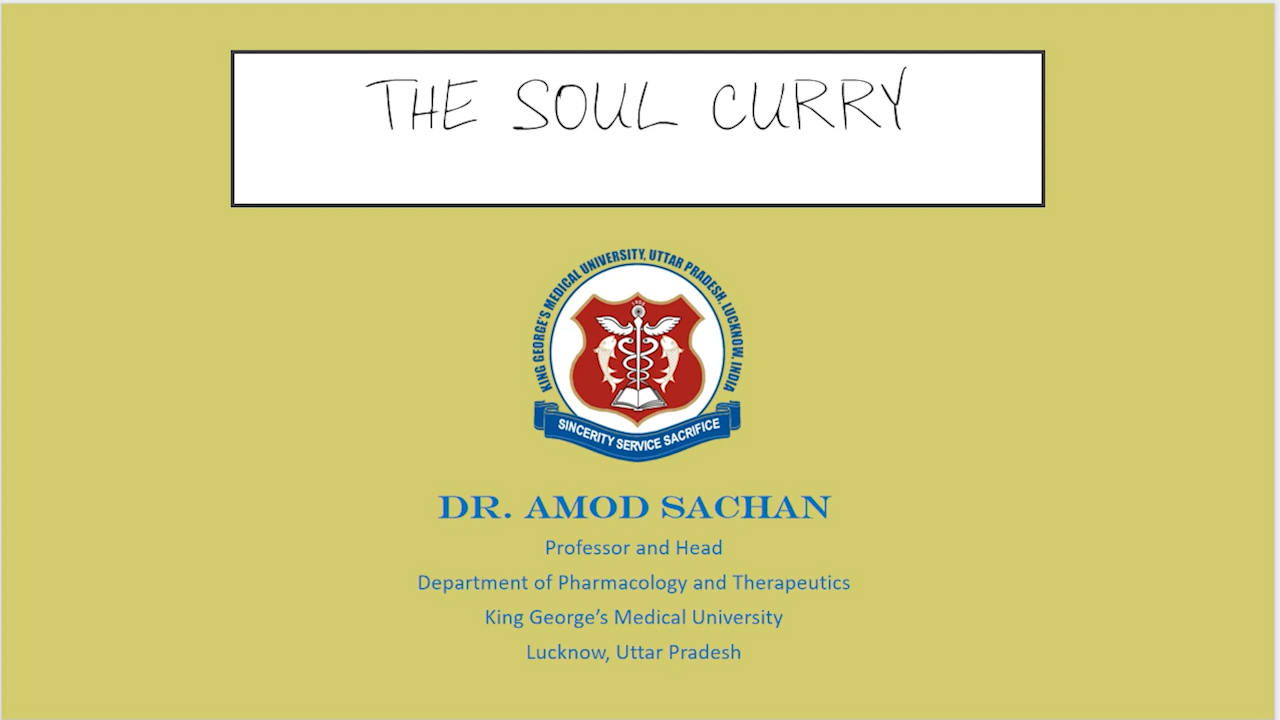 THE SOUL CURRY
KING GEORGE'S MEDICAL UNIVERSITY, UTTAR PRADESH, LUCKNOW, INDIA
1905
SINCERITY SERVICE SACRIFICE
DR. AMOD SACHAN
Professor and Head
Department of Pharmacology and Therapeutics
King George’s Medical University
Lucknow, Uttar Pradesh